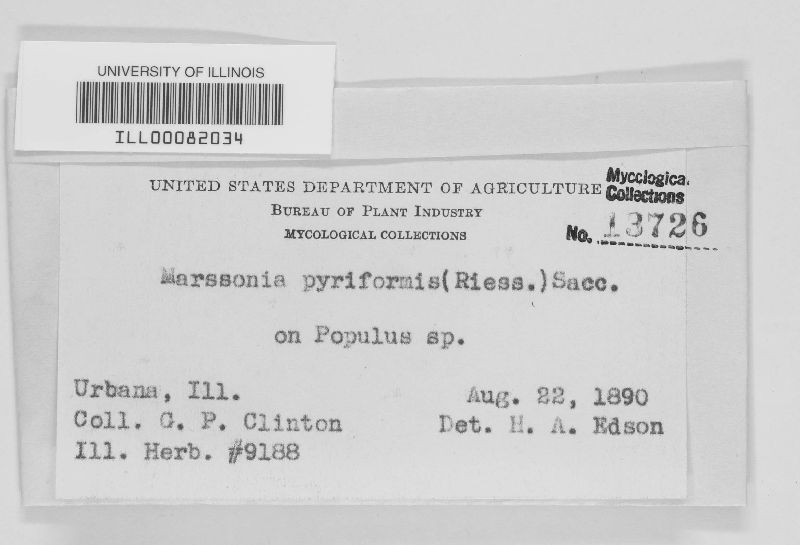 UNIVERSITY OF ILLINOIS
ILL00082034
UNITED STATES DEPARTMENT OF AGRICULTURE
BUREAU OF PLANT INDUSTRY
MYCOLOGICAL COLLECTIONS
Mycological
Collections
No. 13726
Marssonia pyriformis(Riess.)Sacc.
on Populus sp.
Urbana, Ill.
Aug. 22, 1890
Coll. G. P. Clinton
Det. H. A. Edson
Ill. Herb. #9188